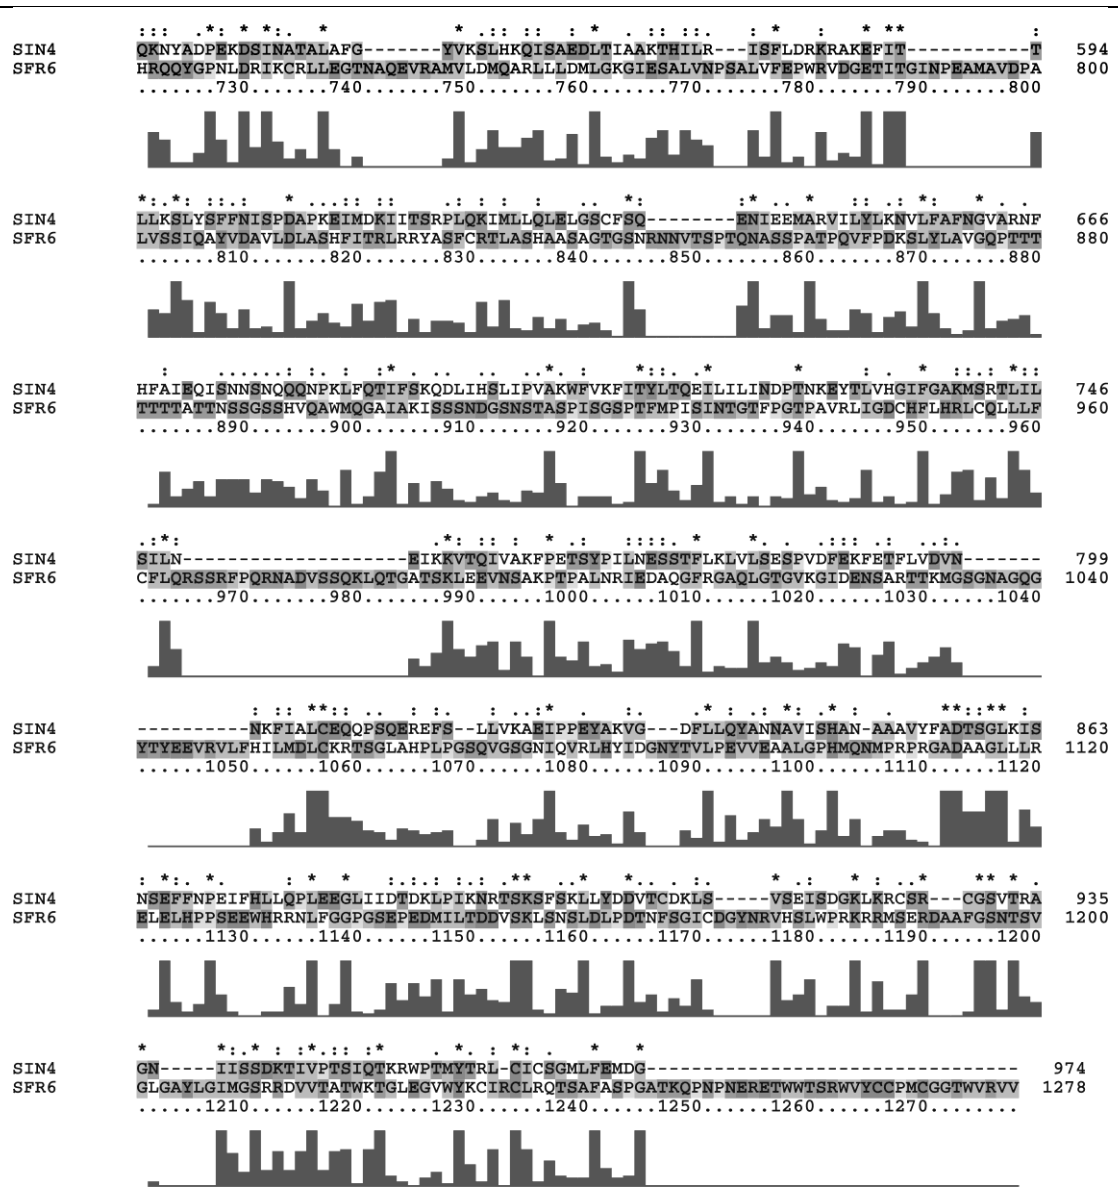 ::: .*: * *:. * * .: :: :: : * : :: ::. : * : * ** :
SIN4 QKNYADPEKDSINATALAFG-------YVKSLHKQISAEDLTIAAKTHILR---ISFLDRKRAKEFIT-----------T 594
SFR6 HRQQYGPNLDRIKCRLLEGTNAQEVRAMVLDMQARLLLDMLGKGIESALVNPSALVFEPWRVDGETITGINPEAMAVDPA 800
.......730.......740.......750.......760.......770.......780.......790.......800
*:.:*: ::.: * . .::.:: .: : : .. *. :* * . : * . * . .
SIN4 LLKSLYSFFNISPDAPKEIMDKIITSRPLQKIMLLQLELGSCFSQ--------ENIEEMARVILYLKNVLFAFNGVARNF 666
SFR6 LVSSIQAYVDAVLDLASHFITRLRRYASFCRTLASHAASAGTGSNRNNVTSPTQNASSPATPQVFPDKSLYLAVGQPTTT 880
.......810.......820.......830.......840.......850.......860.......870.......880
: ....:.:: : .:* . . .. . * : * :.::: * * : * ::.: *:
SIN4 HFAIEQISNNSNQQQNPKLFQTIFSKQDLIHSLIPVAKWFVKFITYLTQEILILINDPTNKEYTLVHGIFGAKMSRTLIL 746
SFR6 TTTTATTNSSGSSHVQAWMQGAIAKISSSNDGSNSTASPISGSPTFMPISINTGTFPGTPAVRLIGDCHFLHRLCQLLLF 960
.......890.......900.......910.......920.......930.......940.......950.......960
.:*: .*: .: : * .: :::: * . *. .:: : ..:.
SIN4 SILN--------------------EIKKVTQIVAKFPETSYPILNESSTFLKLVLSESPVDFEKFETFLVDVN------- 799
SFR6 CFLQRSSRFPQRNADVSSQKLQTGATSKLEEVNSAKPTPALNRIEDAQGFRGAQLGTGVKGIDENSARTTKMGSGNAGQG 1040
.......970.......980.......990......1000......1010......1020......1030......1040
: :: **:: .. . : :* . : :* : .*: * . . **:::**.:
SIN4 ----------NKFIALCEQQPSQEREFS--LLVKAEIPPEYAKVG---DFLLQYANNAVISHAN-AAAVYFADTSGLKIS 863
SFR6 YTYEEVRVLFHILMDLCKRTSGLAHPLPGSQVGSGNIQVRLHYIDGNYTVLPEVVEAALGPHMQNMPRPRGADAAGLLLR 1120
......1050......1060......1070......1080......1090......1100......1110......1120
: *:. * : * * :.:.: :.: **: .:* .: * .. * : * : ..* ** *
SIN4 NSEFFNPEIFHLLQPLEEGLIIDTDKLPIKNRTSKSFSKLLYDDVTCDKLS-----VSEISDGKLKRCSR---CGSVTRA 935
SFR6 ELELHPPSEEWHRRNLFGGPGSEPEDMILTDDVSKLSNSLDLPDTNFSGICDGYNRVHSLWPRKRRMSERDAAFGSNTSV 1200
......1130......1140......1150......1160......1170......1180......1190......1200
* *:.*.: :*.:: :* . *. : *:. * *
SIN4 GN-----IISSDKTIVPTSIQTKRWPTMYTRL-CICSGMLFEMDG--------------------------------- 974
SFR6 GLGAYLGIMGSRRDVVTATWKTGLEGVWYKCIRCLRQTSAFASPGATKQPNPNERETWWTSRWVYCCPMCGGTWVRVV 1278
......1210......1220......1230......1240......1250......1260......1270........